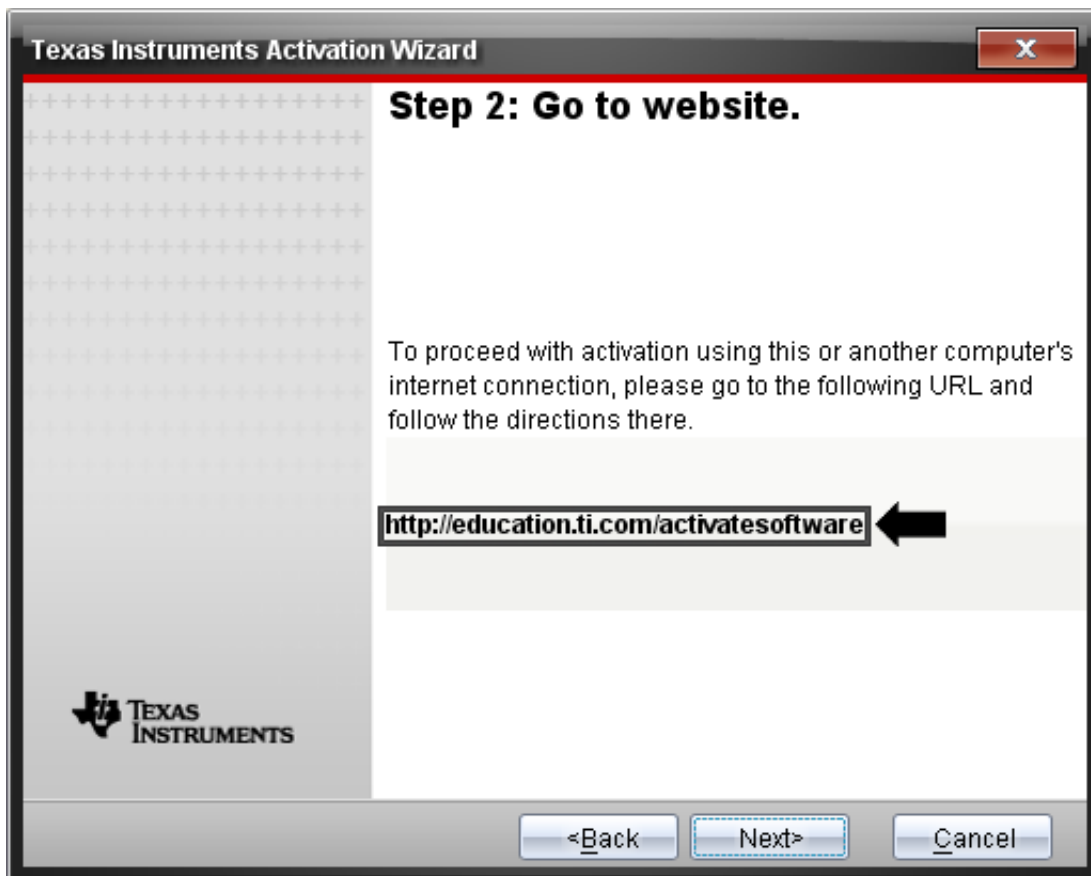 Texas Instruments Activation Wizard
x
Step 2: Go to website.
To proceed with activation using this or another computer's
internet connection, please go to the following URL and
follow the directions there.
http://education.ti.com/activatesoftware
TEXAS
INSTRUMENTS
<Back
Next>
Cancel